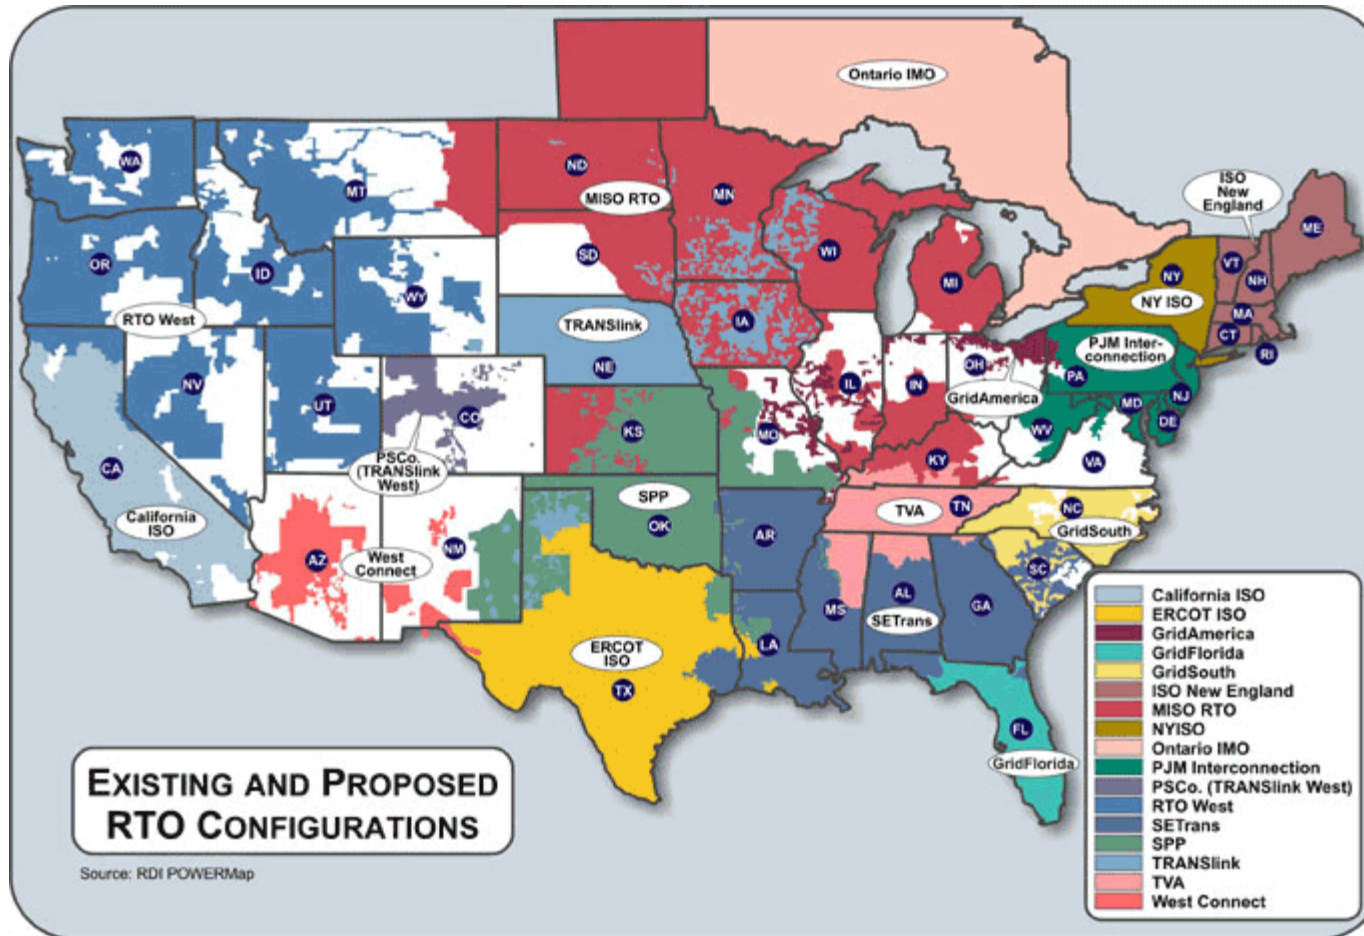 Ontario IMO
ISO
New
England
WA
MT
ND
MISO RTO
MN
ME
OR
ID
WY
SD
WI
MI
NY
VT
NH
NY ISO
MA
CT
RI
RTO West
TRANSlink
IA
NE
PJM Inter-
connection
PA
NJ
OH
GridAmerica
MD
DE
NV
UT
CO
KS
MO
IL
IN
WV
VA
KY
CA
PSCo.
(TRANSlink
West)
California
ISO
SPP
OK
TVA
TN
NC
GridSouth
AZ
West
Connect
NM
AR
SC
MS
AL
GA
SETrans
ERCOT
ISO
LA
TX
FL
GridFlorida
California ISO
ERCOT ISO
GridAmerica
GridFlorida
GridSouth
ISO New England
MISO RTO
NYISO
Ontario IMO
PJM Interconnection
PSCo. (TRANSlink West)
RTO West
SETrans
SPP
TRANSlink
TVA
West Connect
EXISTING AND PROPOSED
RTO CONFIGURATIONS
Source: RDI POWERMap